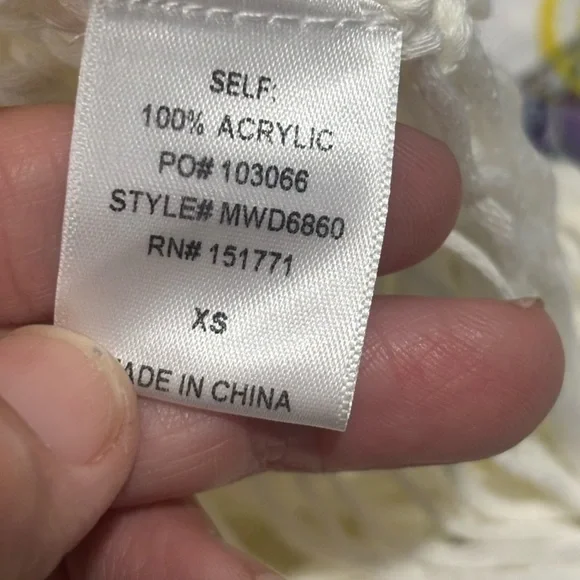 SELF:
100% ACRYLIC
PO# 103066
STYLE# MWD6860
RN# 151771
XS
ADE IN CHINA